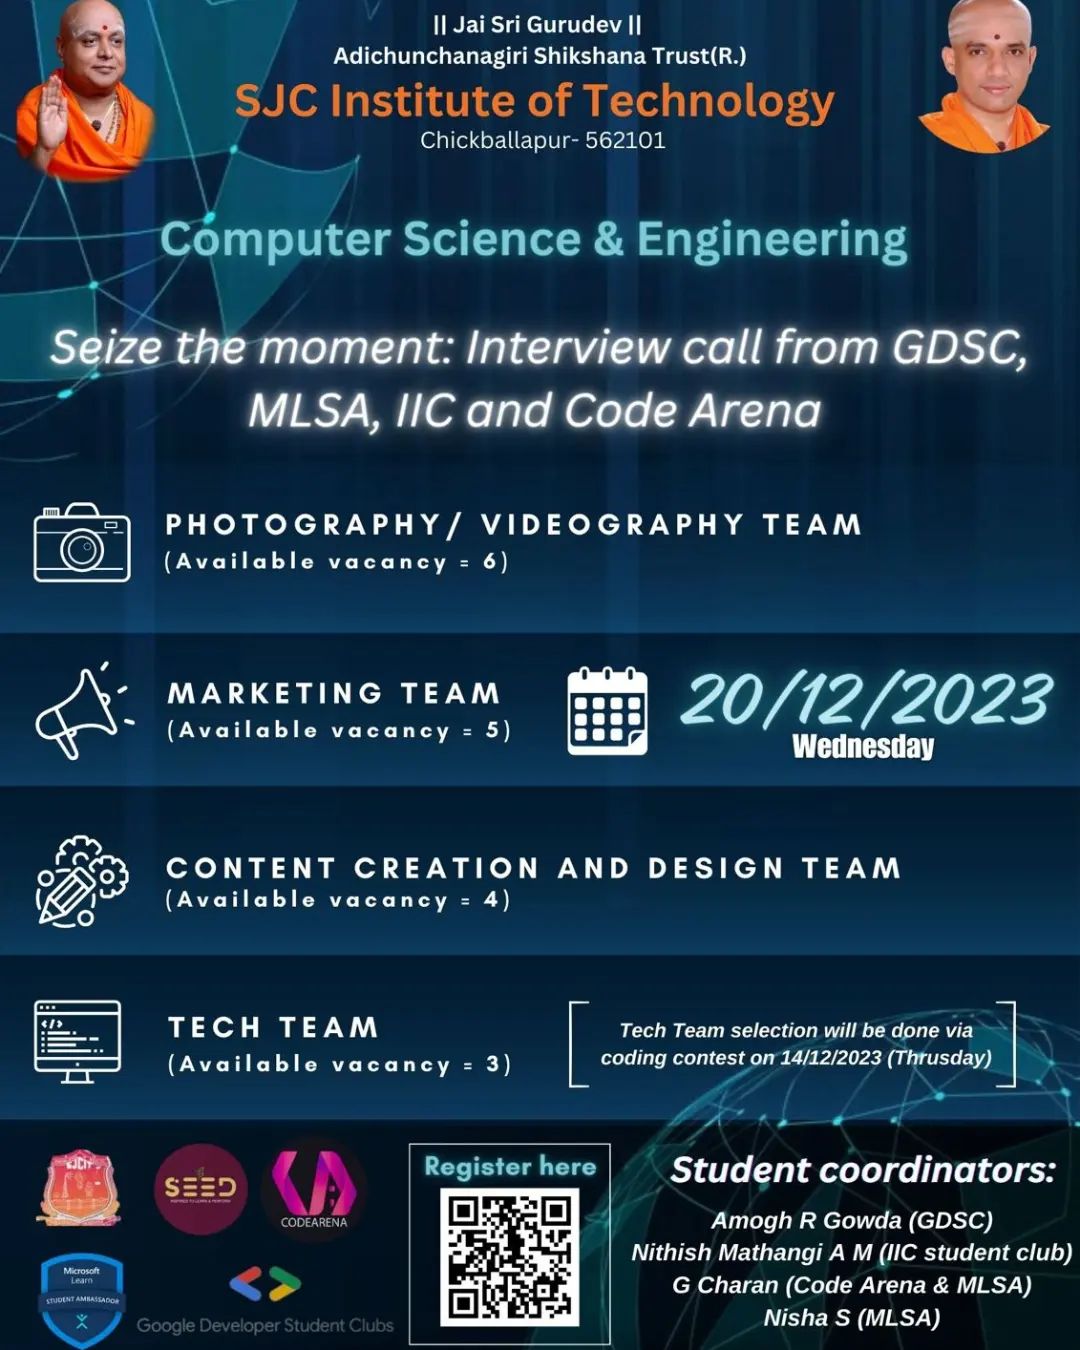 || Jai Sri Gurudev ||
Adichunchanagiri Shikshana Trust(R.)
SJC Institute of Technology
Chickballapur- 562101
Computer Science & Engineering
Seize the moment: Interview call from GDSC,
MLSA, IIC and Code Arena
PHOTOGRAPHY/ VIDEOGRAPHY TEAM
(Available vacancy = 6)
MARKETING TEAM
(Available vacancy = 5)
20/12/2023
Wednesday
CONTENT CREATION AND DESIGN TEAM
(Available vacancy = 4)
TECH TEAM
(Available vacancy = 3)
Tech Team selection will be done via
coding contest on 14/12/2023 (Thrusday)
SJCIT
SEED
CODEARENA
Microsoft
Learn
STUDENT AMBASSADOR
Google Developer Student Clubs
Register here
Student coordinators:
Amogh R Gowda (GDSC)
Nithish Mathangi A M (IIC student club)
G Charan (Code Arena & MLSA)
Nisha S (MLSA)